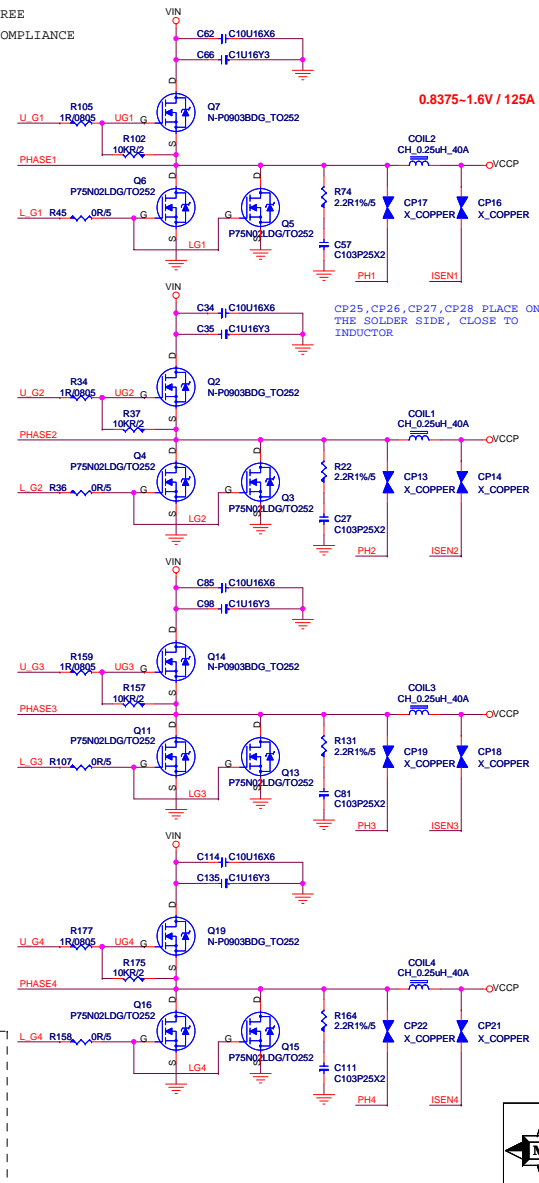 REE
OMPLIANCE
VIN
C62 C10U16X6
C66 C1U16Y3
D
R105
1R/0805
U_G1 UG1 G
Q7
N-P0903BDG_TO252
0.8375~1.6V / 125A
R102
10KR/2
S
PHASE1
COIL2
CH_0.25uH_40A
VCCP
Q6
P75N02LDG/TO252
D
D
R74
2.2R1%/5
CP17
X_COPPER
CP16
X_COPPER
L_G1 R45 0R/5
G
G
Q5
P75N02LDG/TO252
S
S
LG1
C57
C103P25X2
PH1
ISEN1
VIN
C34 C10U16X6
C35 C1U16Y3
CP25,CP26,CP27,CP28 PLACE ON
THE SOLDER SIDE, CLOSE TO
INDUCTOR
D
R34
1R/0805
U_G2 UG2 G
Q2
N-P0903BDG_TO252
R37
10KR/2
S
PHASE2
COIL1
CH_0.25uH_40A
VCCP
Q4
P75N02LDG/TO252
D
D
R22
2.2R1%/5
CP13
X_COPPER
CP14
X_COPPER
L_G2 R36 0R/5
G
G
Q3
P75N02LDG/TO252
S
S
LG2
C27
C103P25X2
PH2
ISEN2
VIN
C85 C10U16X6
C98 C1U16Y3
D
R159
1R/0805
U_G3 UG3 G
Q14
N-P0903BDG_TO252
R157
10KR/2
S
PHASE3
COIL3
CH_0.25uH_40A
VCCP
Q11
P75N02LDG/TO252
D
D
R131
2.2R1%/5
CP19
X_COPPER
CP18
X_COPPER
L_G3 R107 0R/5
G
G
Q13
P75N02LDG/TO252
S
S
LG3
C81
C103P25X2
PH3
ISEN3
VIN
C114 C10U16X6
C135 C1U16Y3
D
R177
1R/0805
U_G4 UG4 G
Q19
N-P0903BDG_TO252
R175
10KR/2
S
PHASE4
COIL4
CH_0.25uH_40A
VCCP
Q16
P75N02LDG/TO252
D
D
R164
2.2R1%/5
CP22
X_COPPER
CP21
X_COPPER
L_G4 R158 0R/5
G
G
Q15
P75N02LDG/TO252
S
S
LG4
C111
C103P25X2
PH4
ISEN4